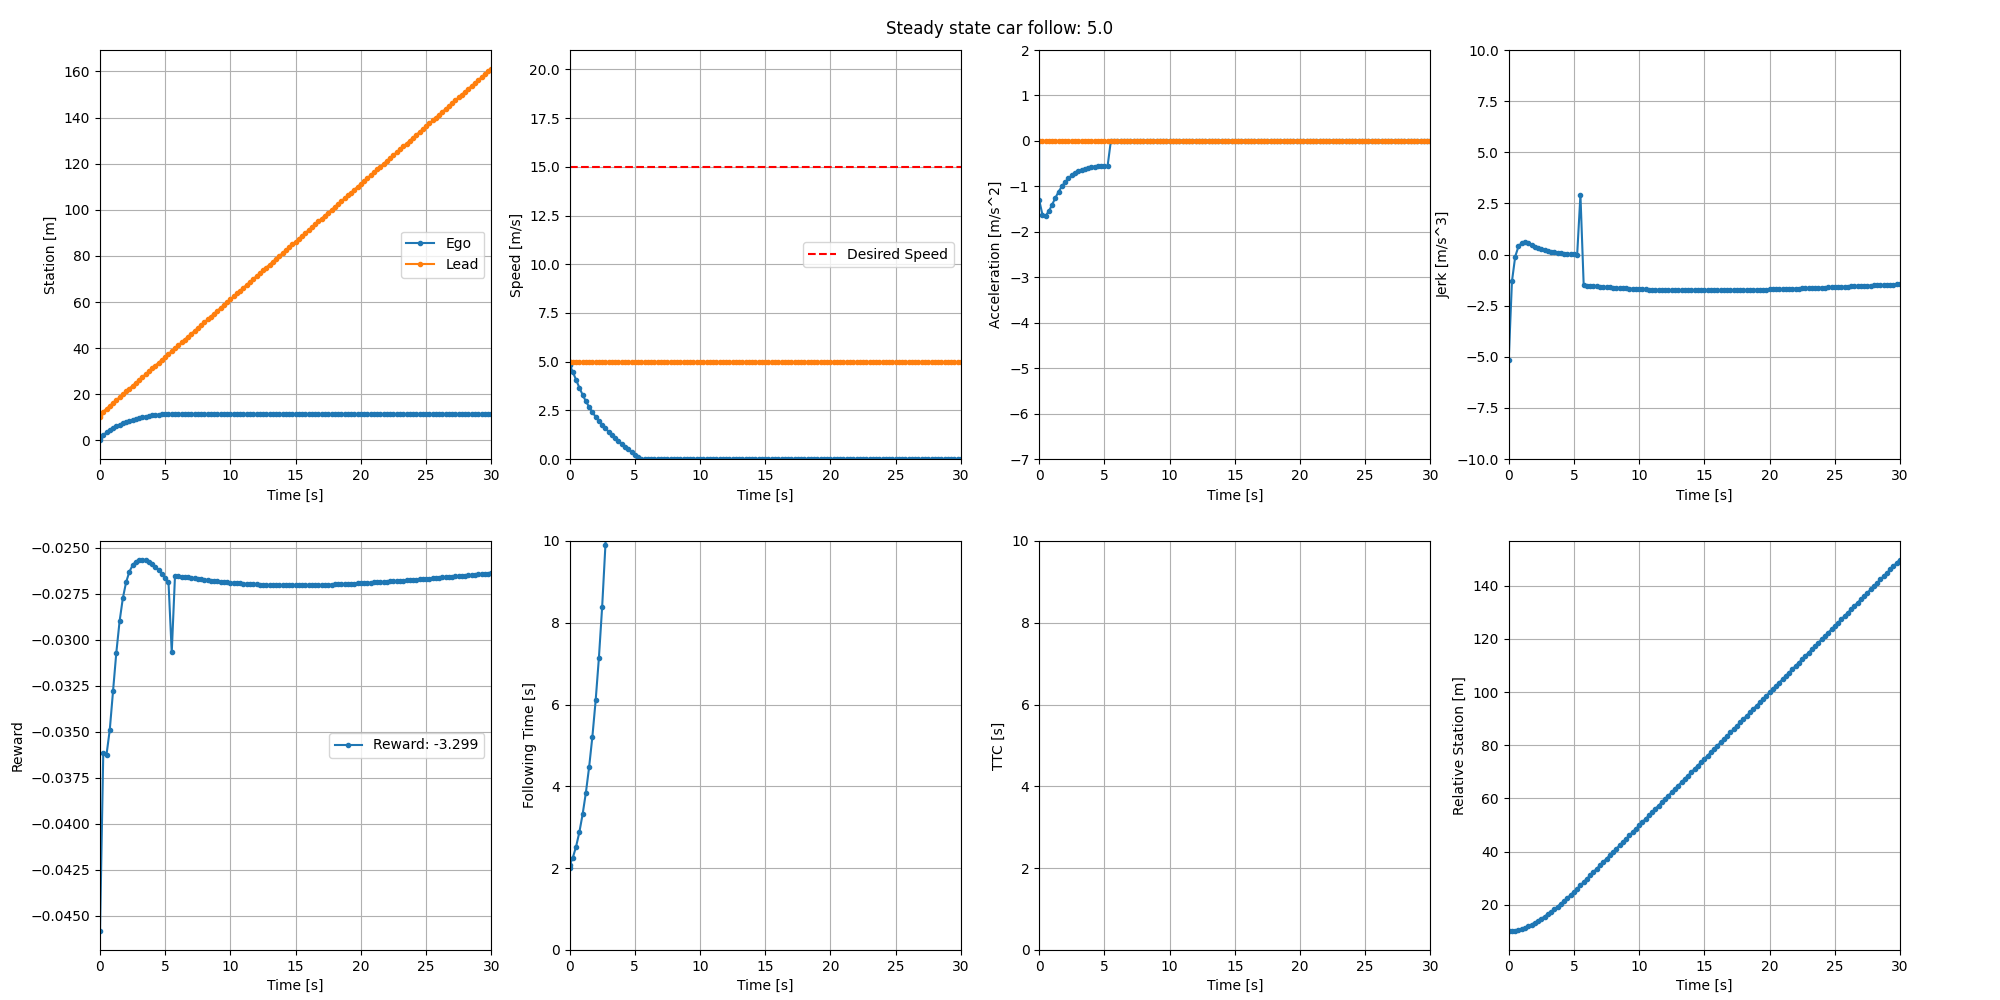 Steady state car follow: 5.0
160
140
120
100
80
60
40
20
0
Station [m]
Ego
Lead
0 5 10 15 20 25 30
Time [s]
20.0
17.5
15.0
12.5
10.0
7.5
5.0
2.5
0.0
Speed [m/s]
Desired Speed
0 5 10 15 20 25 30
Time [s]
2
1
0
−1
−2
−3
−4
−5
−6
−7
Acceleration [m/s^2]
0 5 10 15 20 25 30
Time [s]
10.0
7.5
5.0
2.5
0.0
−2.5
−5.0
−7.5
−10.0
Jerk [m/s^3]
0 5 10 15 20 25 30
Time [s]
−0.0250
−0.0275
−0.0300
−0.0325
−0.0350
−0.0375
−0.0400
−0.0425
−0.0450
Reward
Reward: -3.299
0 5 10 15 20 25 30
Time [s]
10
8
6
4
2
0
Following Time [s]
0 5 10 15 20 25 30
Time [s]
10
8
6
4
2
0
TTC [s]
0 5 10 15 20 25 30
Time [s]
140
120
100
80
60
40
20
Relative Station [m]
0 5 10 15 20 25 30
Time [s]